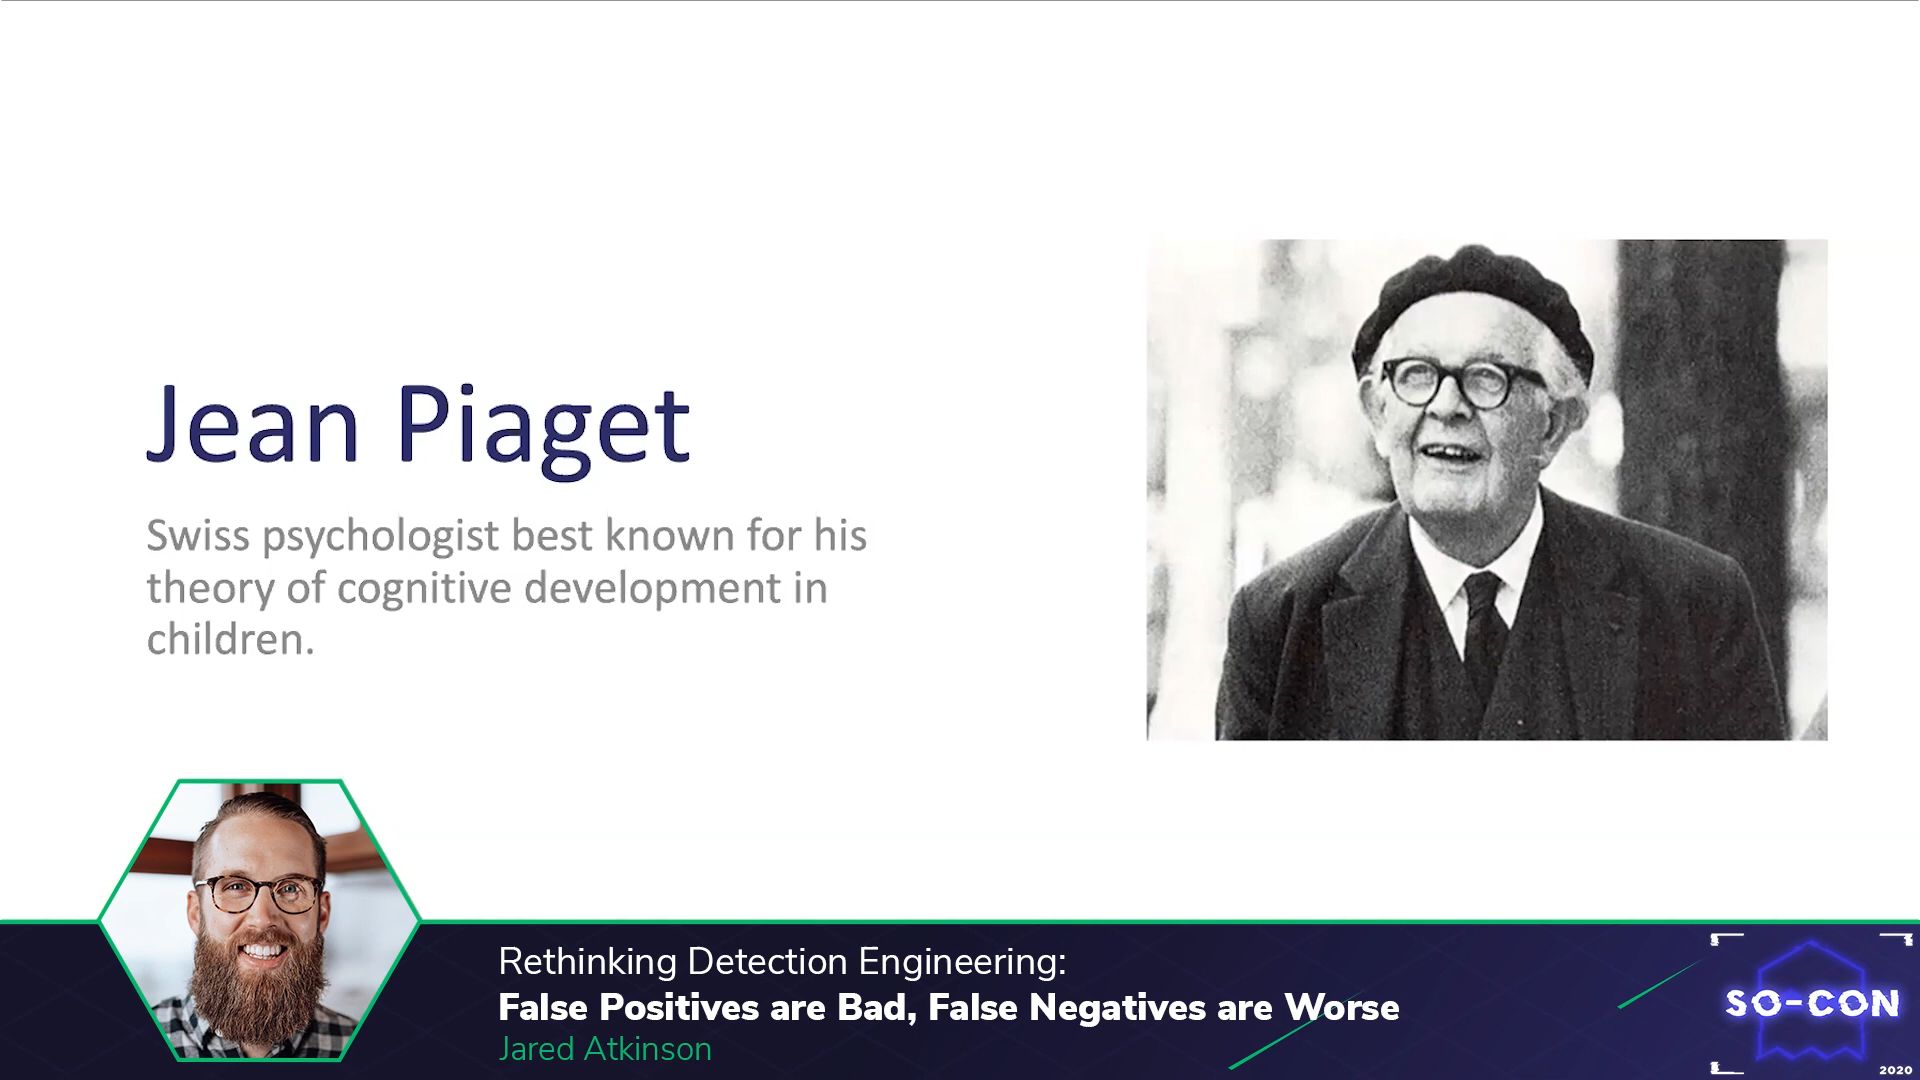 Jean Piaget
Swiss psychologist best known for his
theory of cognitive development in
children.
Rethinking Detection Engineering:
False Positives are Bad, False Negatives are Worse
Jared Atkinson
SO-CON
2020